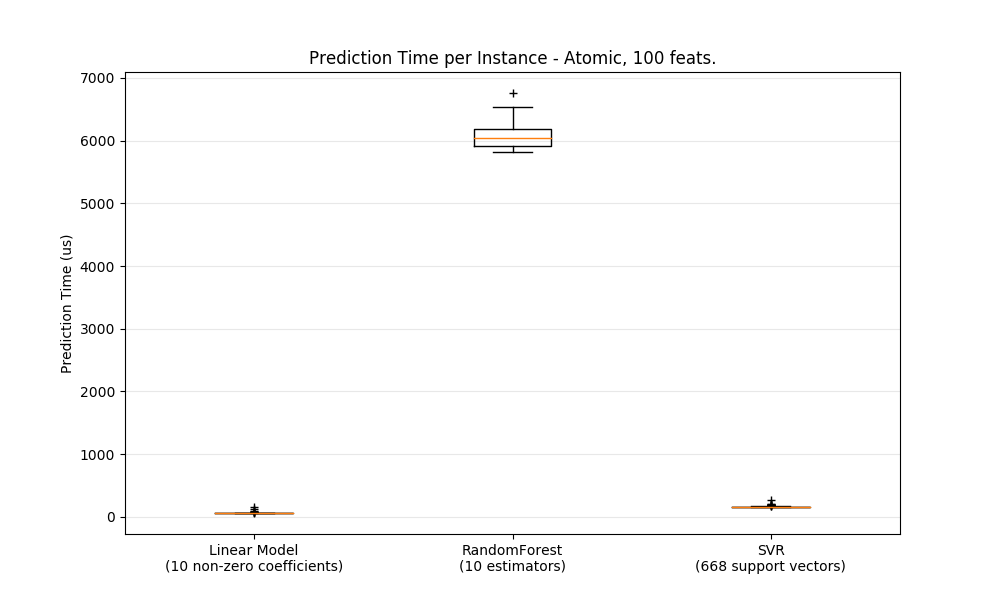 Prediction Time per Instance - Atomic, 100 feats.
Prediction Time (us)
7000
6000
5000
4000
3000
2000
1000
0
Linear Model
(10 non-zero coefficients)
RandomForest
(10 estimators)
SVR
(668 support vectors)